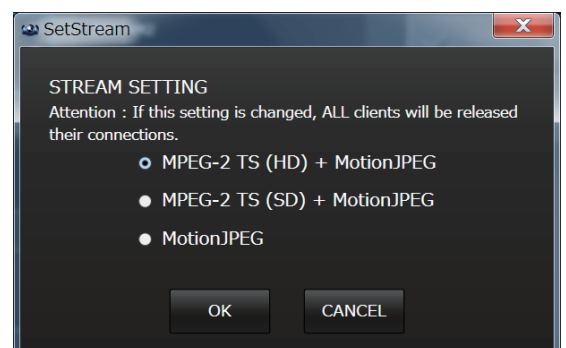 SetStream
STREAM SETTING
Attention : If this setting is changed, ALL clients will be released
their connections.
MPEG-2 TS (HD) + MotionJPEG
MPEG-2 TS (SD) + MotionJPEG
MotionJPEG
OK CANCEL